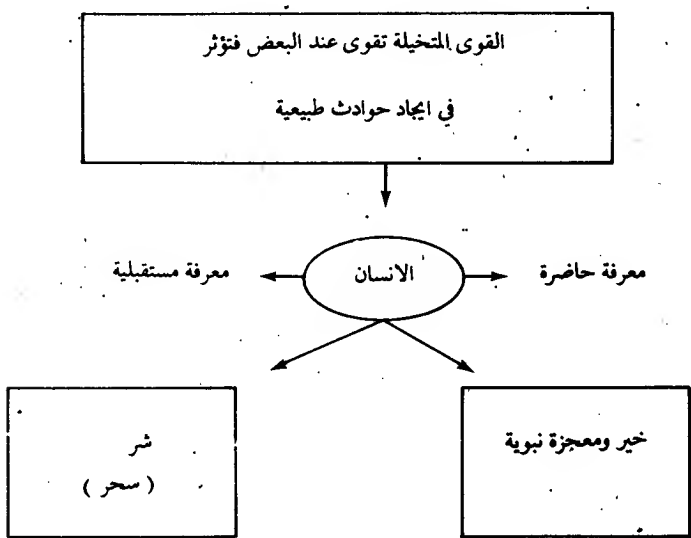 القوى المتخيلة تقوى عند البعض فتؤثر
في ايجاد حوادث طبيعية
معرفة حاضرة
الانسان
معرفة مستقبلية
خير ومعجزة نبوية
شر
( سحر )